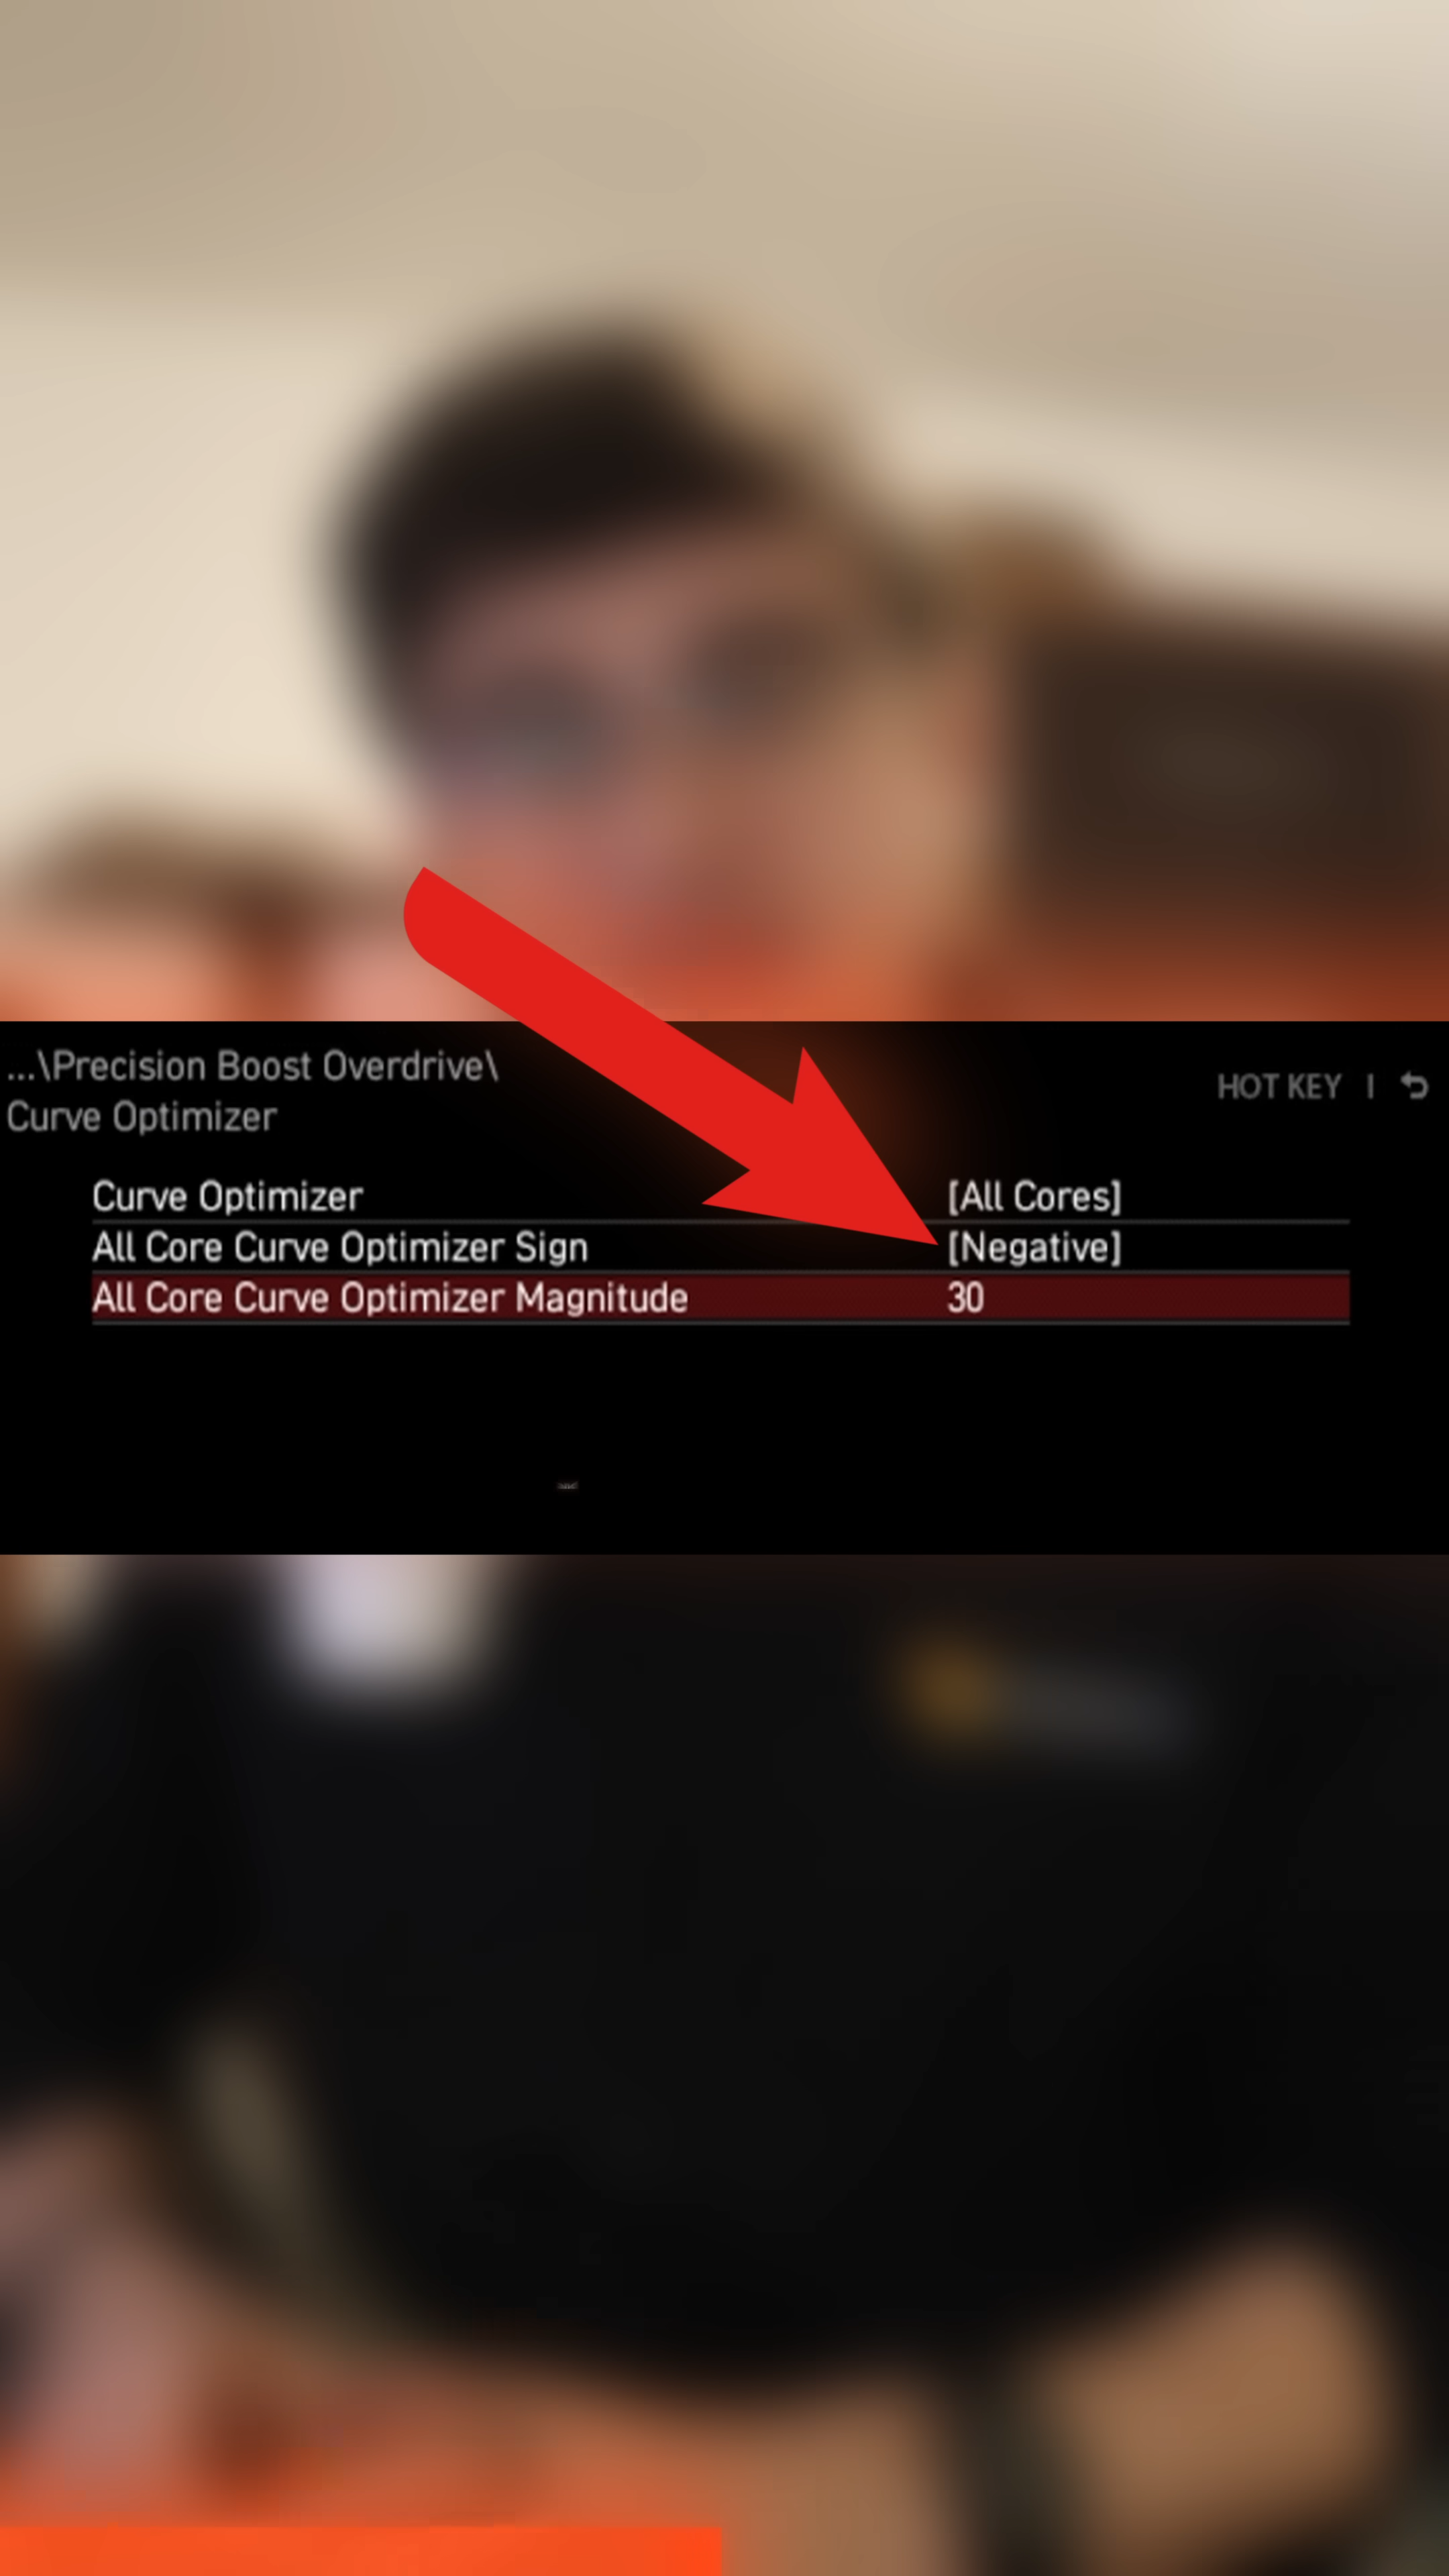 ...\Precision Boost Overdrive\
HOT KEY | ↩
Curve Optimizer
Curve Optimizer [All Cores]
All Core Curve Optimizer Sign [Negative]
All Core Curve Optimizer Magnitude 30